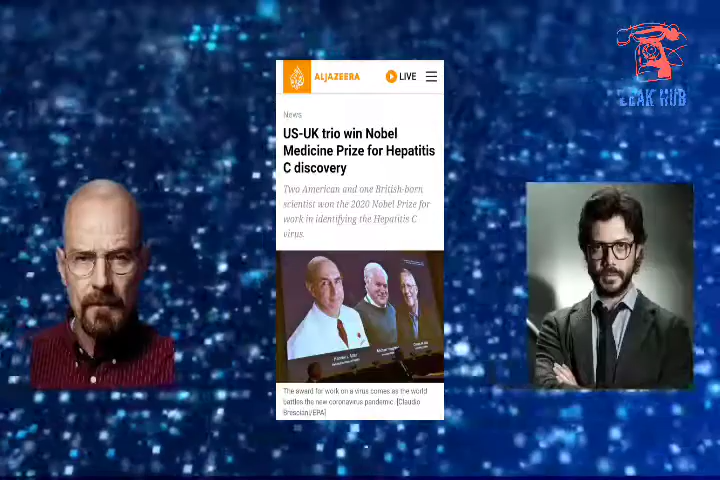 LEAK HUB
ALJAZEERA
LIVE
News
US-UK trio win Nobel
Medicine Prize for Hepatitis
C discovery
Two American and one British-born
scientist won the 2020 Nobel Prize for
work in identifying the Hepatitis C
virus.
The award for work on a virus comes as the world
battles the new coronavirus pandemic. [Claudio
Bresciani/EPA]